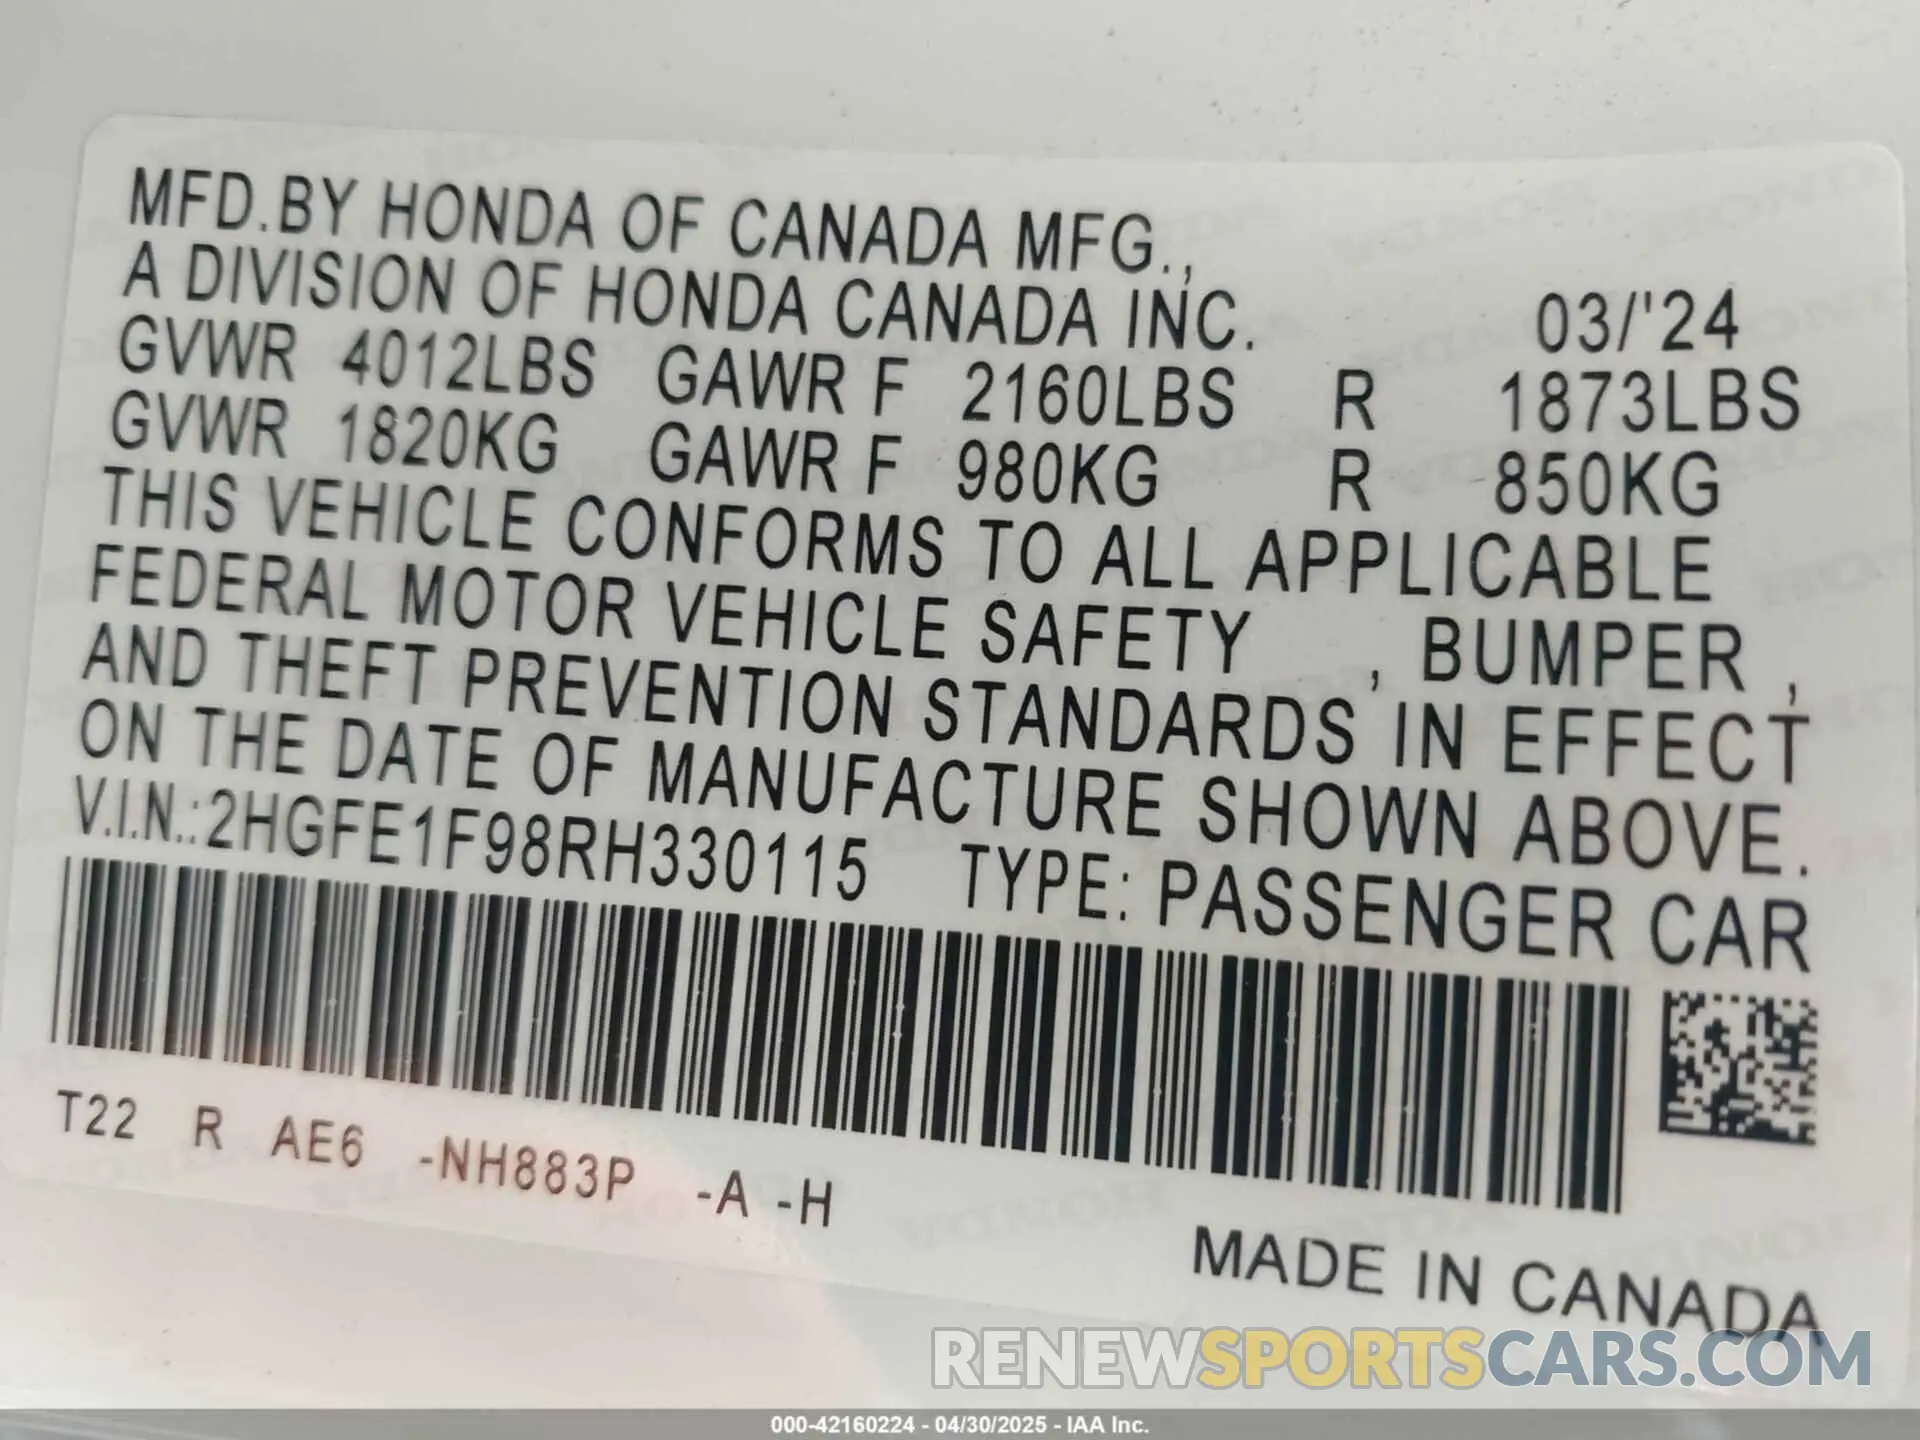 MFD.BY HONDA OF CANADA MFG.,
A DIVISION OF HONDA CANADA INC. 03/'24
GVWR 4012LBS GAWR F 2160LBS R 1873LBS
GVWR 1820KG GAWR F 980KG R 850KG
THIS VEHICLE CONFORMS TO ALL APPLICABLE
FEDERAL MOTOR VEHICLE SAFETY , BUMPER ,
AND THEFT PREVENTION STANDARDS IN EFFECT
ON THE DATE OF MANUFACTURE SHOWN ABOVE.
V.I.N.:2HGFE1F98RH330115 TYPE: PASSENGER CAR
T22 R AE6 -NH883P -A -H
MADE IN CANADA
RENEWSPORTSCARS.COM
000-42160224 - 04/30/2025 - IAA Inc.